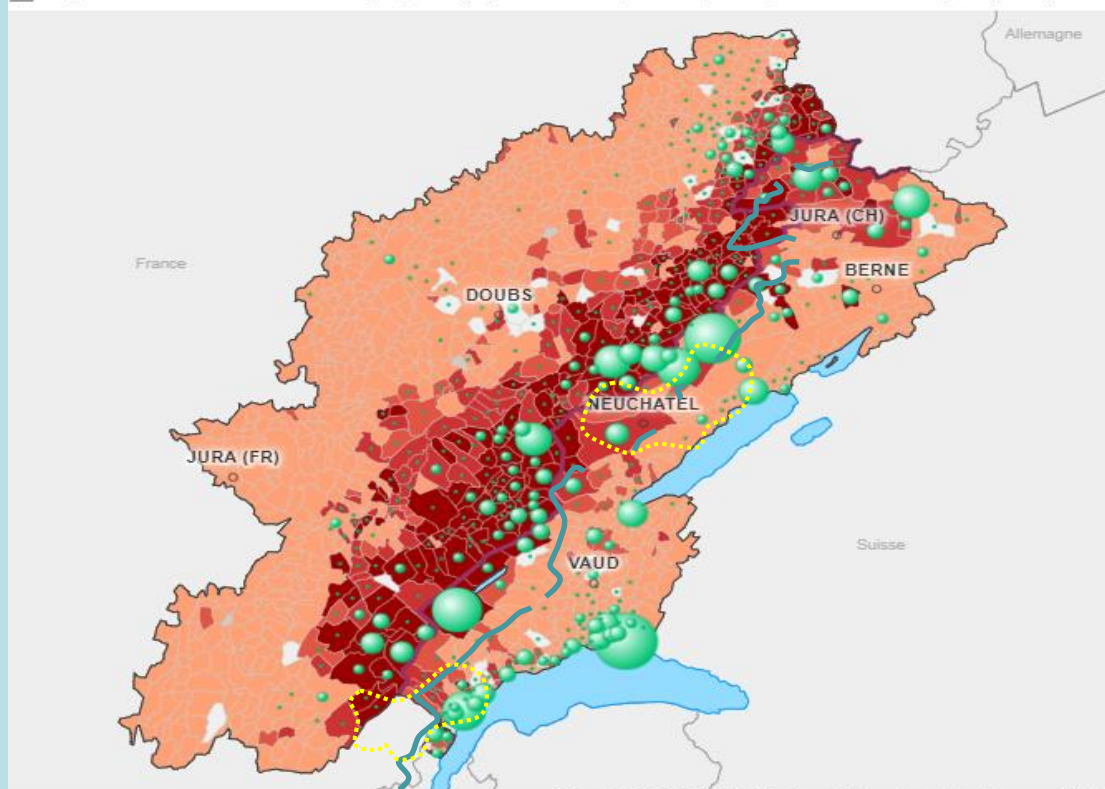 Allemagne
JURA (CH)
France
BERNE
DOUBS
NEUCHATEL
JURA (FR)
Suisse
VAUD